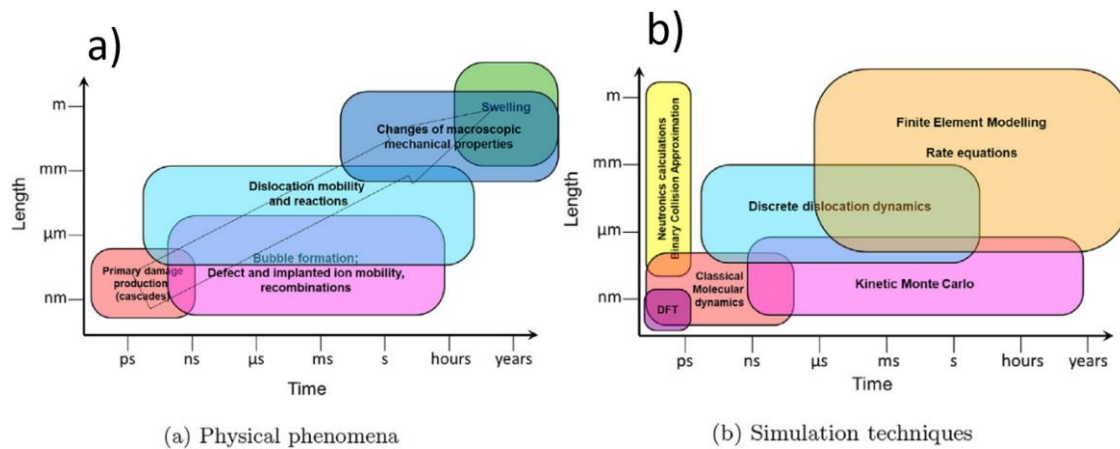 a)
m
mm
μm
nm
Length
Swelling
Changes of macroscopic
mechanical properties
Dislocation mobility
and reactions
Bubble formation;
Defect and implanted ion mobility,
recombinations
Primary damage
production
(cascades)
ps
ns
μs
ms
s
hours
years
Time
(a) Physical phenomena
b)
m
mm
μm
nm
Length
Neutronics calculations
Binary Collision Approximation
Finite Element Modelling
Rate equations
Discrete dislocation dynamics
Classical
Molecular
dynamics
Kinetic Monte Carlo
DFT
ps
ns
μs
ms
s
hours
years
Time
(b) Simulation techniques